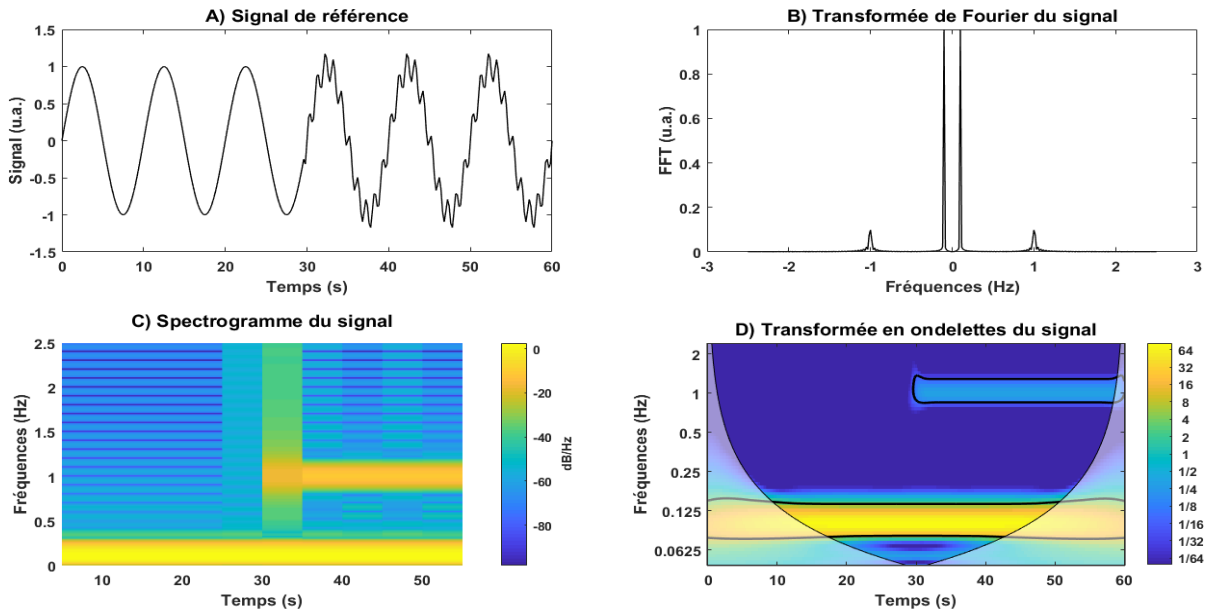 A) Signal de référence
1.5
1
0.5
0
-0.5
-1
-1.5
Signal (u.a.)
0 10 20 30 40 50 60
Temps (s)
B) Transformée de Fourier du signal
1
0.8
0.6
0.4
0.2
0
FFT (u.a.)
-3 -2 -1 0 1 2 3
Fréquences (Hz)
C) Spectrogramme du signal
2.5
2
1.5
1
0.5
0
Fréquences (Hz)
10 20 30 40 50
Temps (s)
0
-20
-40
-60
-80
dB/Hz
D) Transformée en ondelettes du signal
2
1
0.5
0.25
0.125
0.0625
Fréquences (Hz)
0 10 20 30 40 50 60
Temps (s)
64
32
16
8
4
2
1
1/2
1/4
1/8
1/16
1/32
1/64